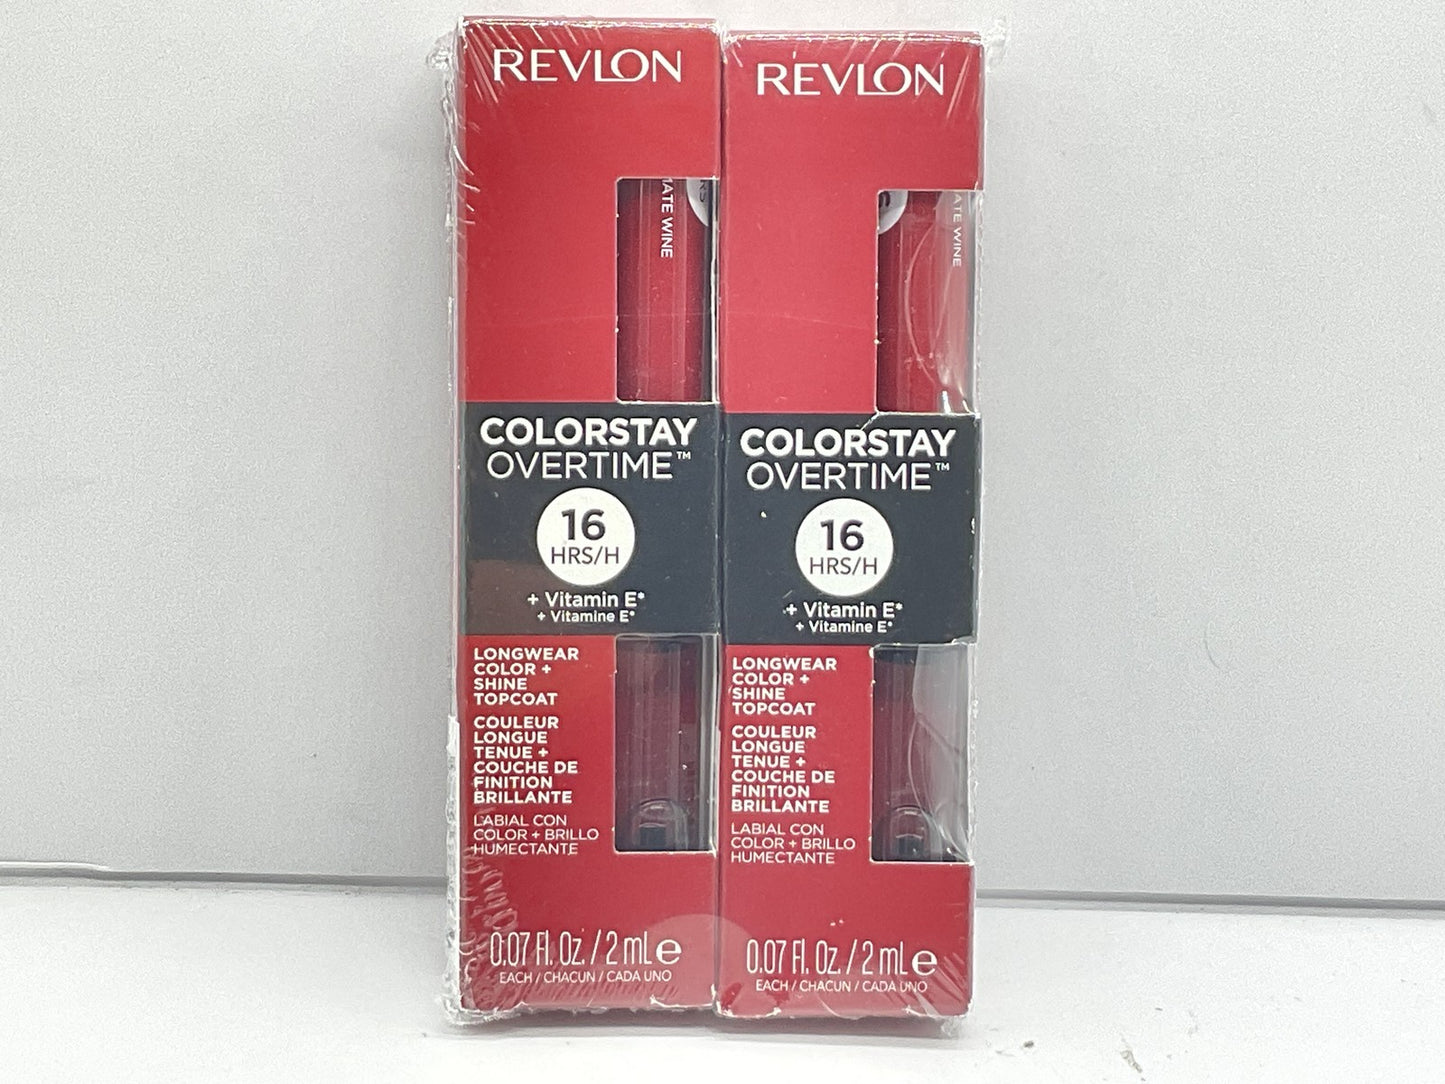 REVLON
WINE
COLORSTAY
OVERTIME™
16
HRS/H
+ Vitamin E*
+ Vitamine E*
LONGWEAR
COLOR +
SHINE
TOPCOAT
COULEUR
LONGUE
TENUE +
COUCHE DE
FINITION
BRILLANTE
LABIAL CON
COLOR + BRILLO
HUMECTANTE
0.07 Fl. Oz. / 2 mL e
EACH / CHACUN / CADA UNO
REVLON
WINE
COLORSTAY
OVERTIME™
16
HRS/H
+ Vitamin E*
+ Vitamine E*
LONGWEAR
COLOR +
SHINE
TOPCOAT
COULEUR
LONGUE
TENUE +
COUCHE DE
FINITION
BRILLANTE
LABIAL CON
COLOR + BRILLO
HUMECTANTE
0.07 Fl. Oz. / 2 mL e
EACH / CHACUN / CADA UNO